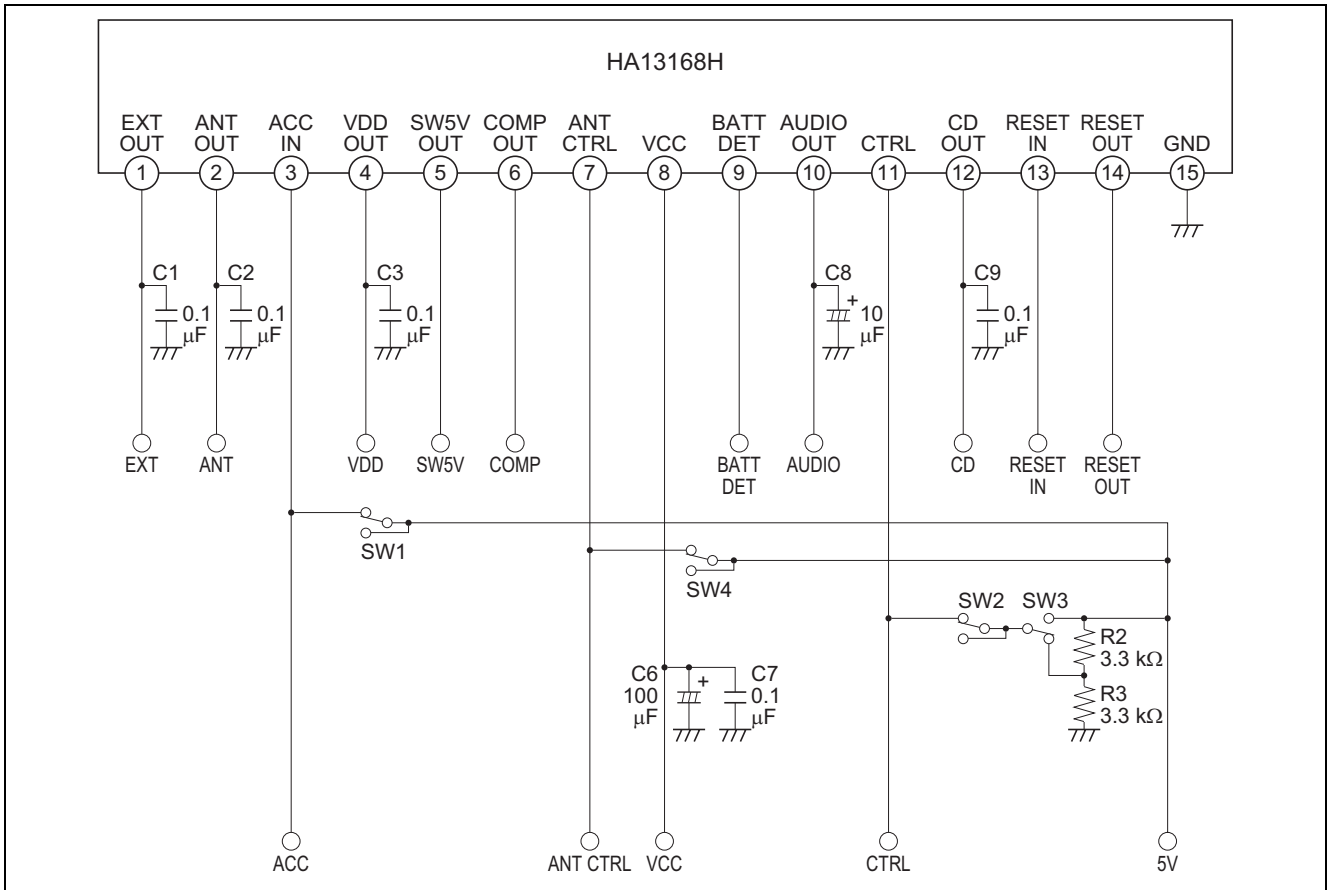 HA13168H
EXT OUT
ANT OUT
ACC IN
VDD OUT
SW5V OUT
COMP OUT
ANT CTRL
VCC
BATT DET
AUDIO OUT
CTRL
CD OUT
RESET IN
RESET OUT
GND
1
2
3
4
5
6
7
8
9
10
11
12
13
14
15
C1
0.1
μF
C2
0.1
μF
C3
0.1
μF
C8
+
10
μF
C9
0.1
μF
EXT
ANT
VDD
SW5V
COMP
BATT
DET
AUDIO
CD
RESET
IN
RESET
OUT
SW1
SW4
SW2
SW3
R2
3.3 kΩ
R3
3.3 kΩ
C6
100
μF
+
C7
0.1
μF
ACC
ANT CTRL
VCC
CTRL
5V